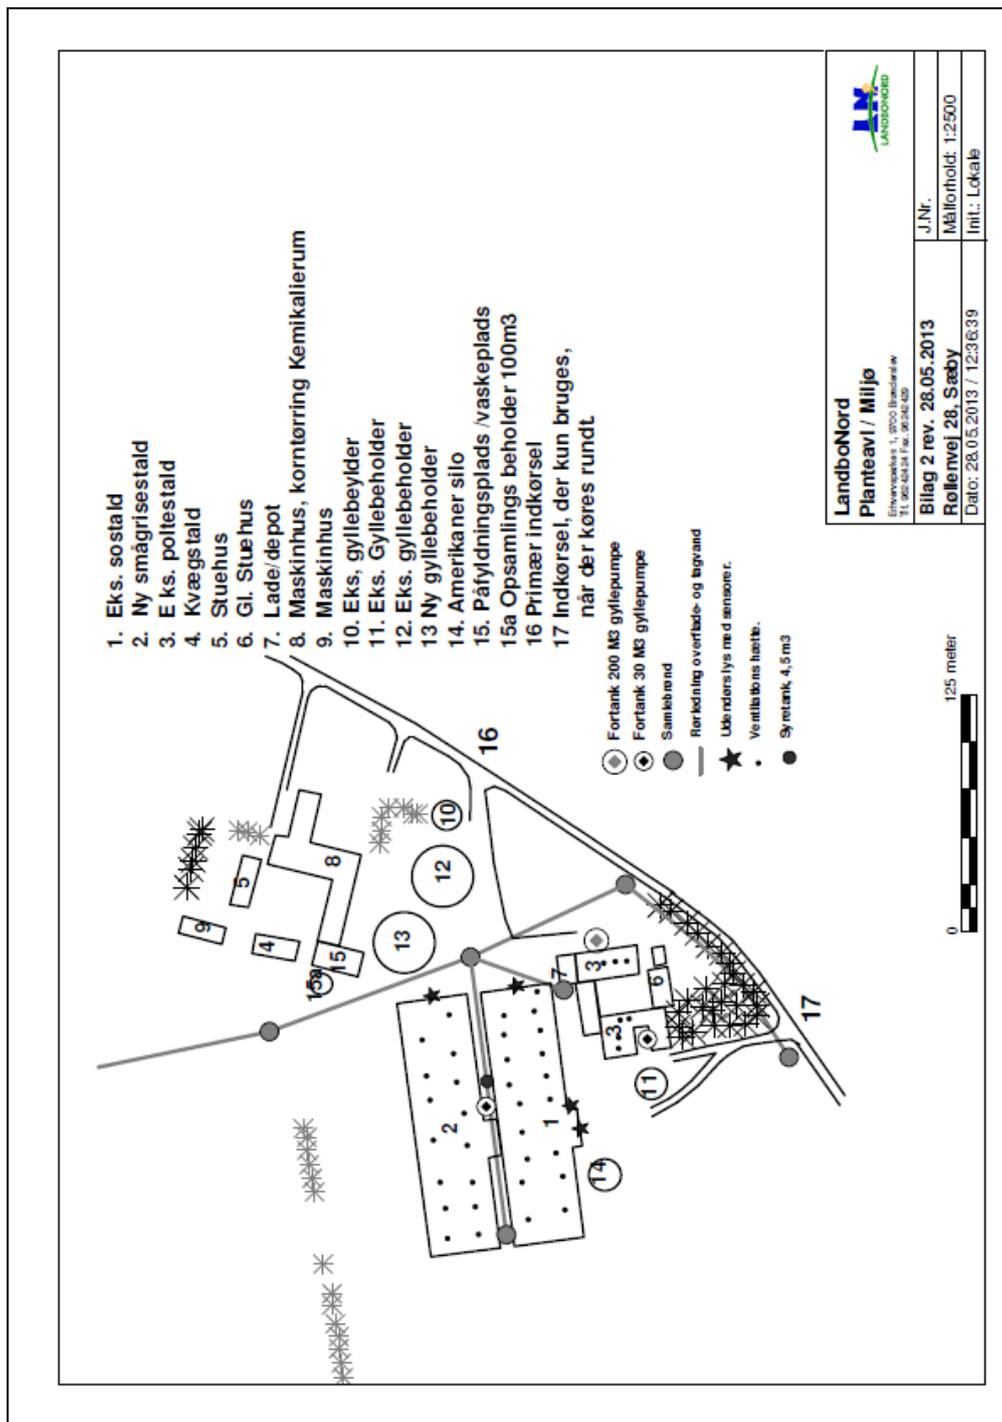 1. Eks. sostald
2. Ny smågrisestald
3. E ks. poltestald
4. Kvægstald
5. Stuehus
6. Gl. Stuehus
7. Lade/depot
8. Maskinhus, korntørring Kemikalierum
9. Maskinhus
10. Eks, gyllebeylder
11. Eks. Gyllebeholder
12. Eks. gyllebeholder
13 Ny gyllebeholder
14. Amerikaner silo
15. Påfyldningsplads /vaskeplads
15a Opsamlings beholder 100m3
16 Primær indkørsel
17 Indkørsel, der kun bruges,
når der køres rundt
Fortank 200 M3 gyllepumpe
Fortank 30 M3 gyllepumpe
Samlebrønd
Rørledning overflade- og tagvand
Udendørs lys med sensorer.
Ventilations hætte.
Syretank, 4,5 m3
9
5
4
8
15a
15
13
12
10
16
2
1
7
3
3
6
11
14
17
0
125 meter
LandboNord
Planteavl / Miljø
Erhvervsparken 1, 9700 Brønderslev
Bilag 2 rev. 28.05.2013
Røllenvej 28, Sæby
Dato: 28.05.2013 / 12:36:39
J.Nr.
Målforhold: 1:2500
Init.: Lokale
LN
LANDBONORD